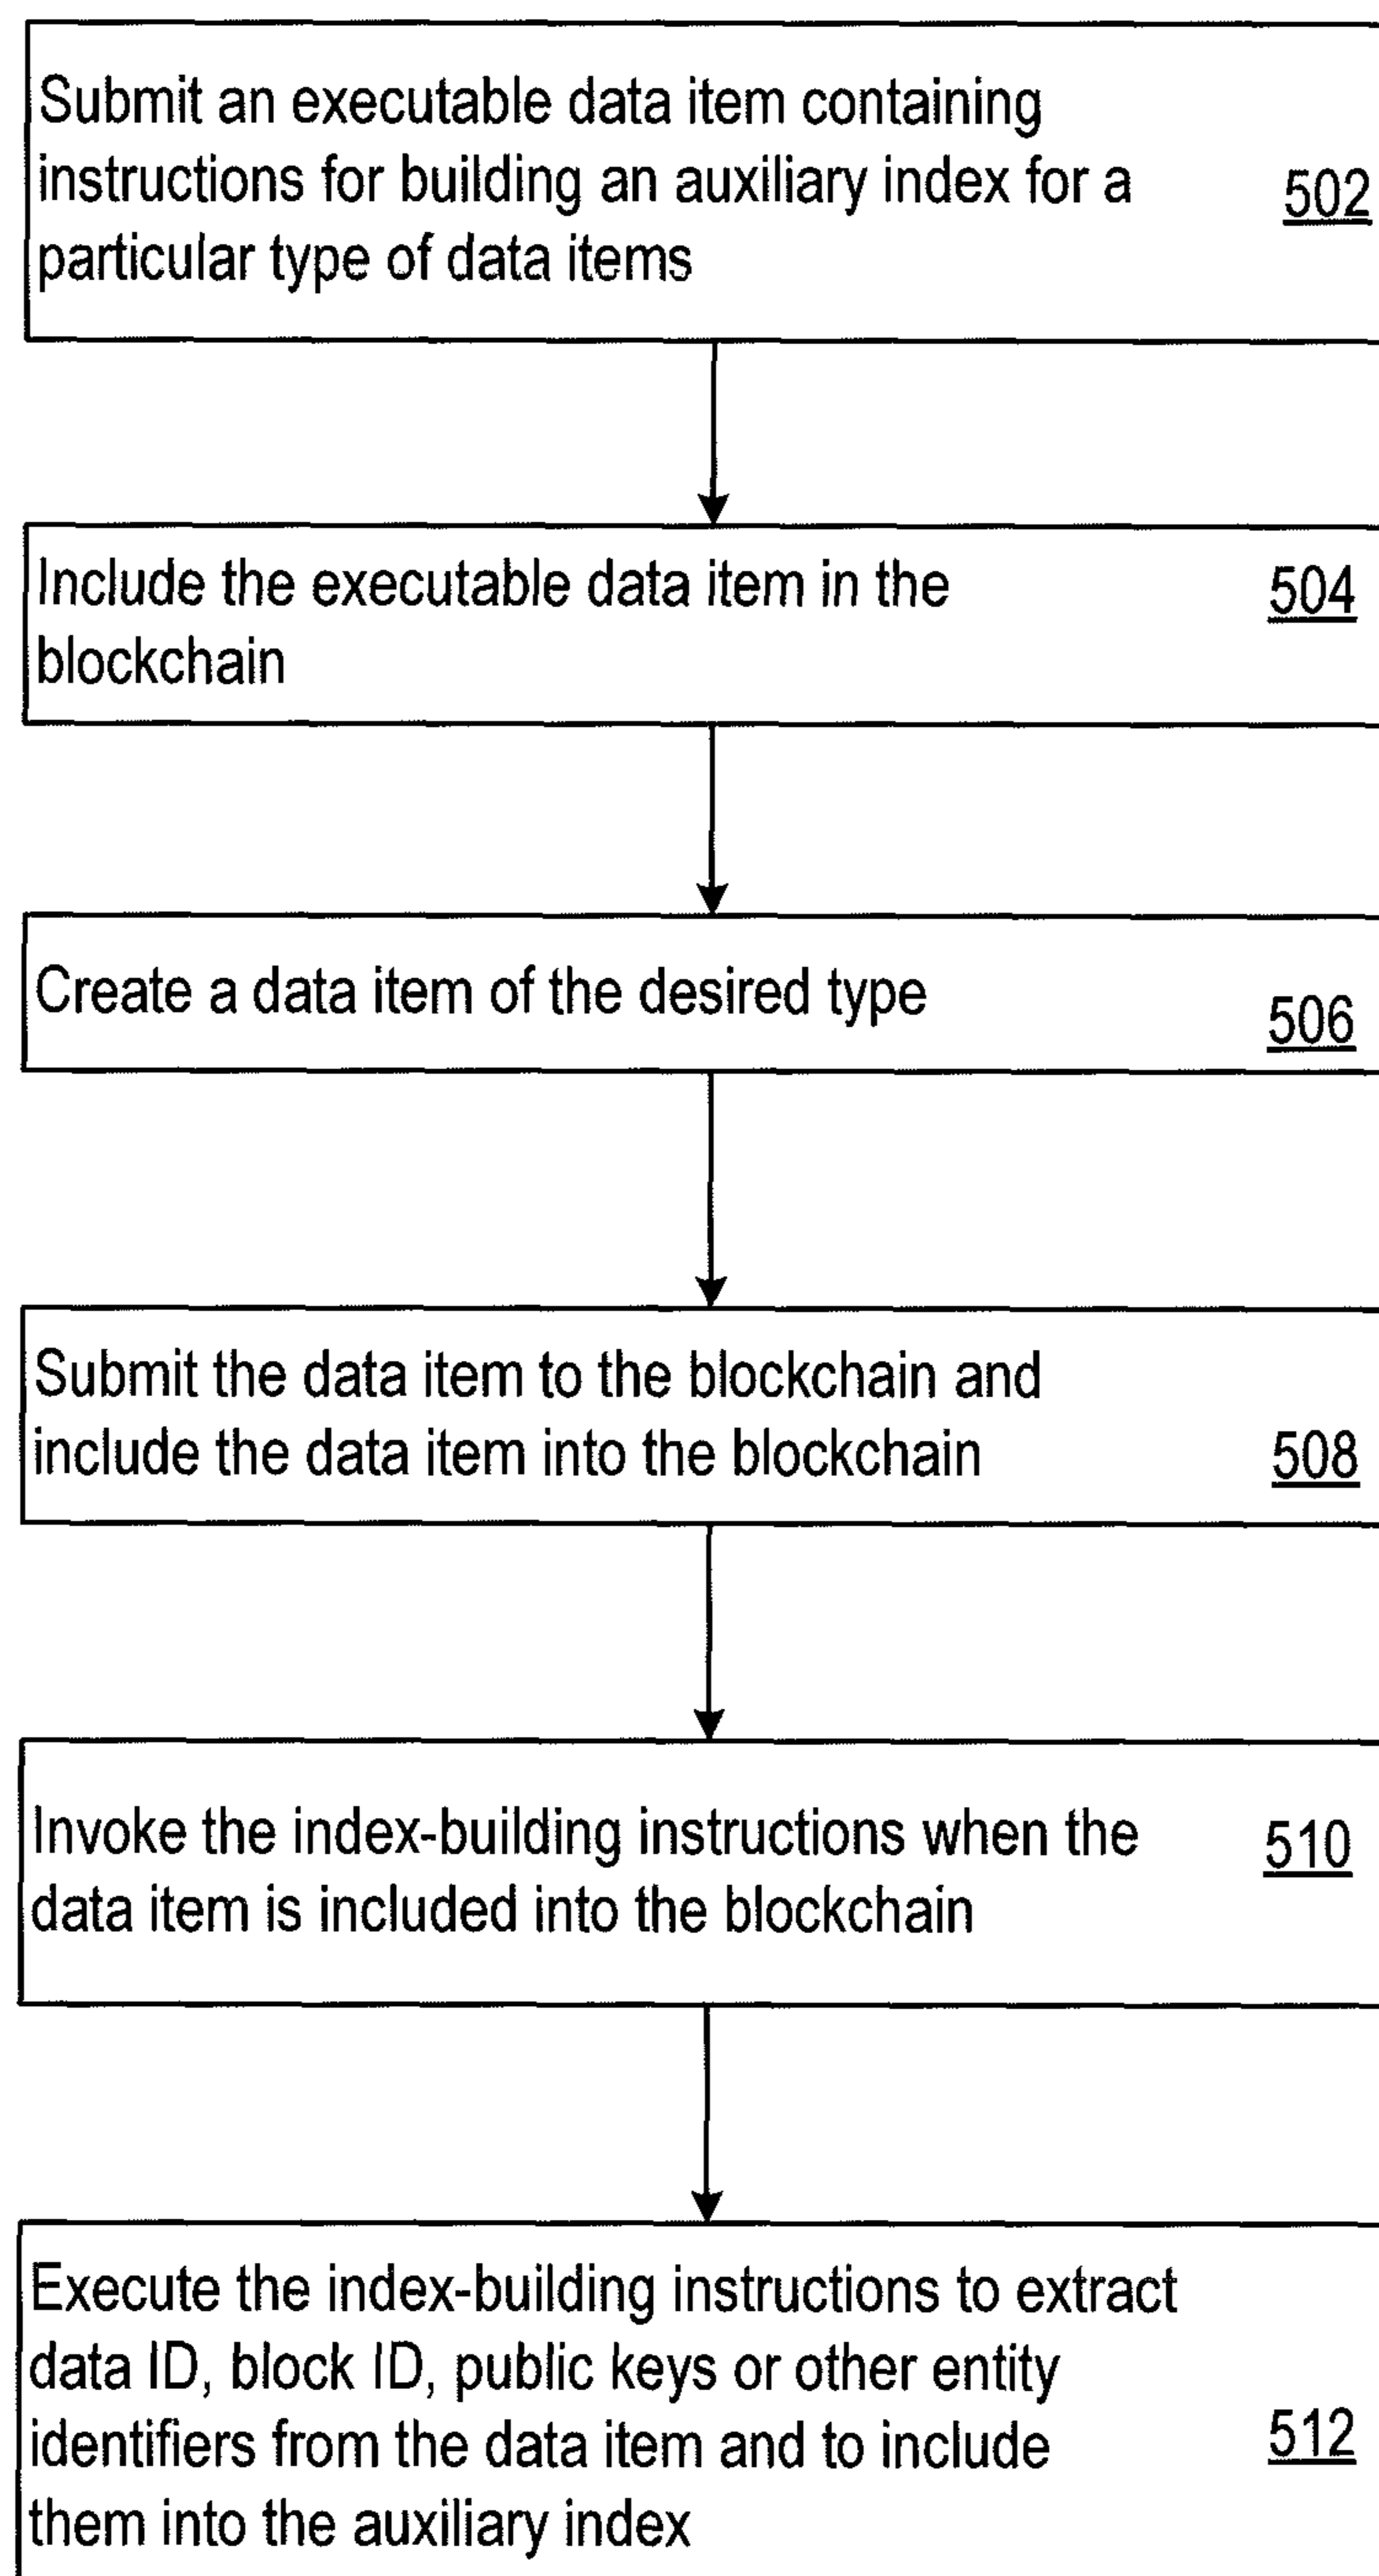 Submit an executable data item containing
instructions for building an auxiliary index for a 502
particular type of data items
Include the executable data item in the 504
blockchain
Create a data item of the desired type
506
Submit the data item to the blockchain and
include the data item into the blockchain 508
Invoke the index-building instructions when the 510
data item is included into the blockchain
Execute the index-building instructions to extract
data ID, block ID, public keys or other entity
identifiers from the data item and to include 512
them into the auxiliary index